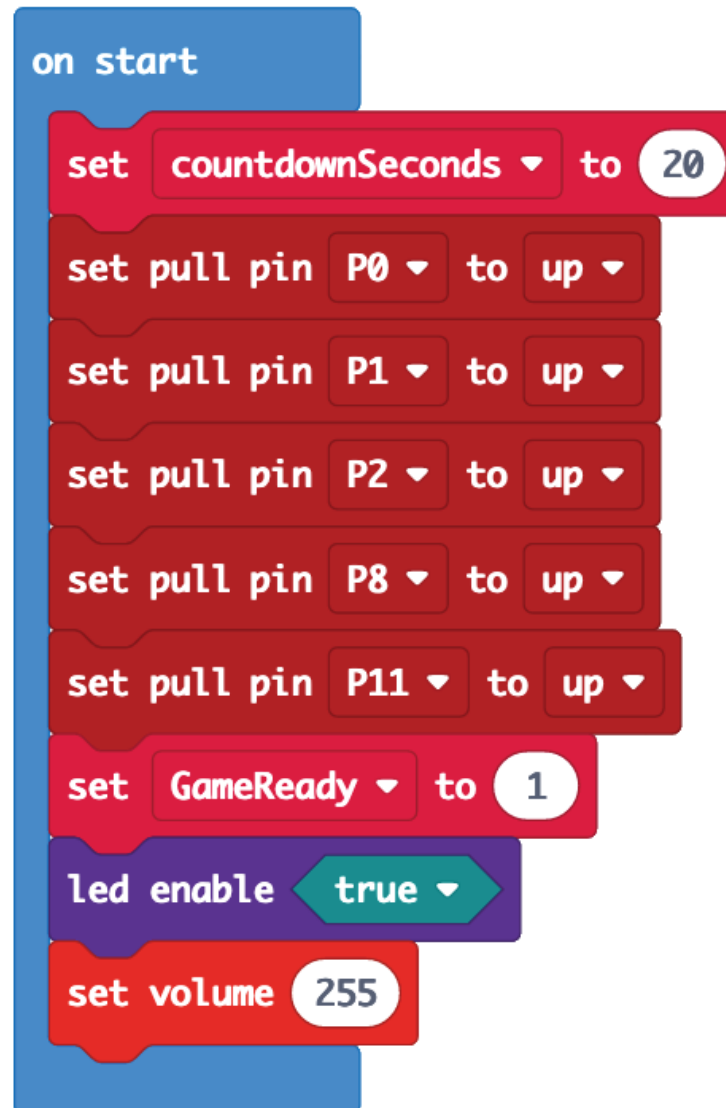 on start
set countdownSeconds to 20
set pull pin P0 to up
set pull pin P1 to up
set pull pin P2 to up
set pull pin P8 to up
set pull pin P11 to up
set GameReady to 1
led enable true
set volume 255